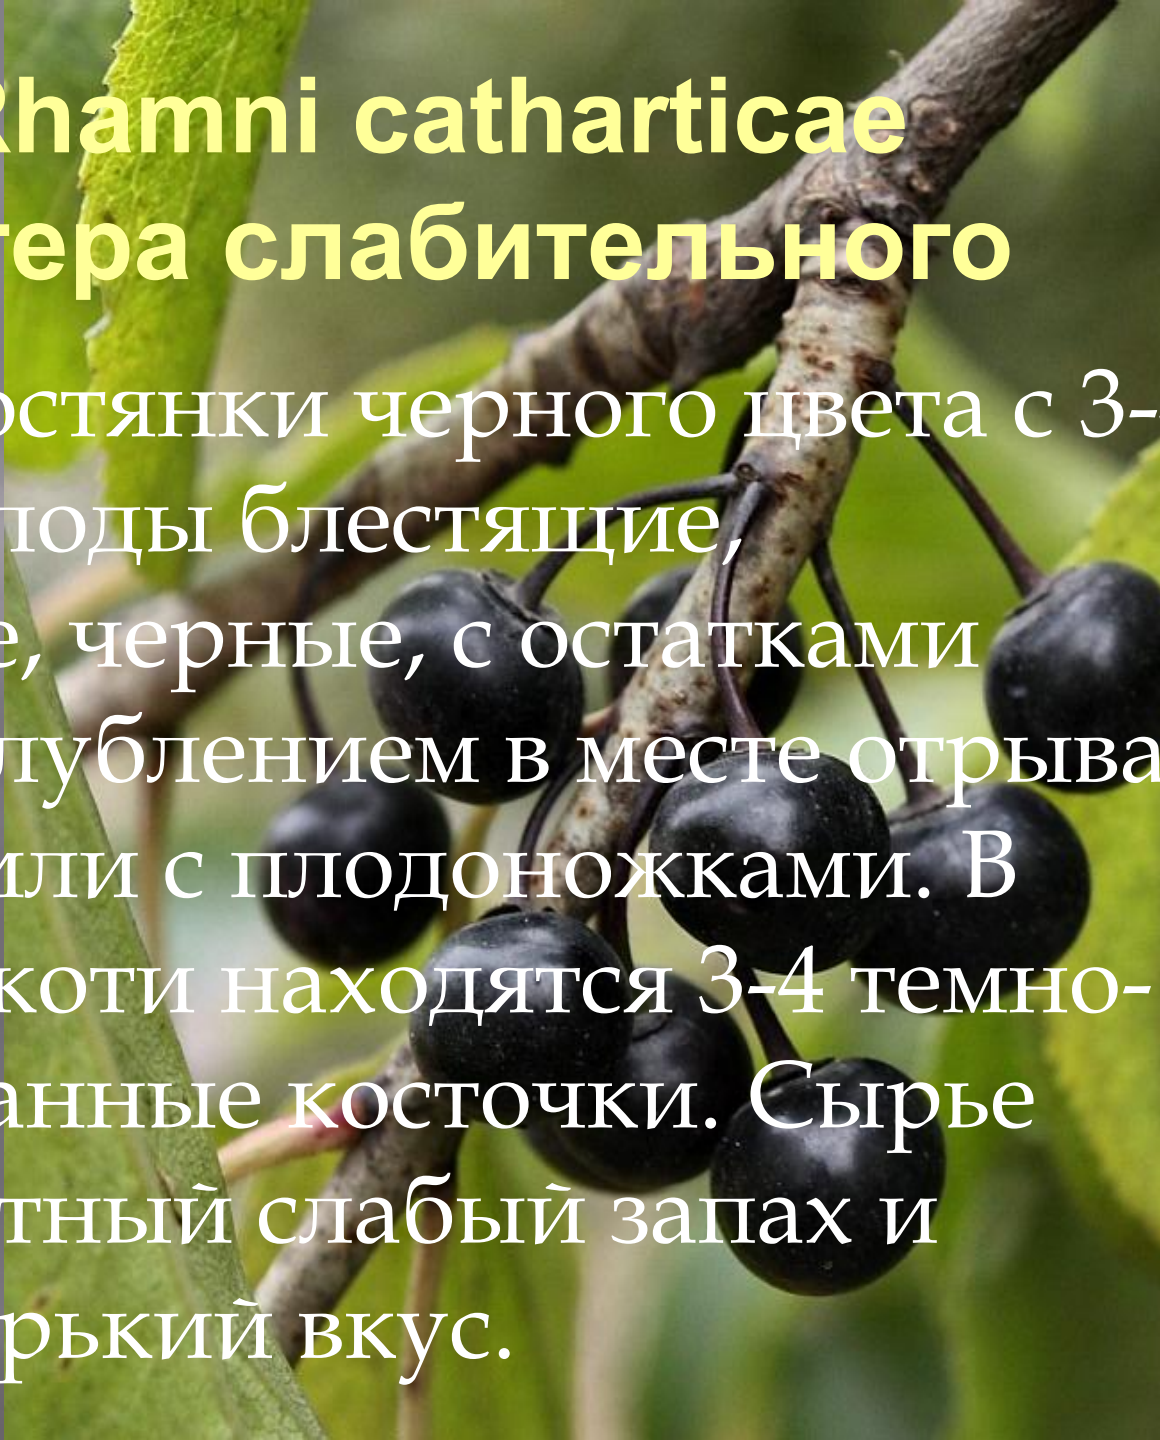 Rhamni catharticae
тера слабительного
остянки черного цвета с 3-
лоды блестящие,
е, черные, с остатками
лублением в месте отрыва
или с плодоножками. В
коти находятся 3-4 темно-
анные косточки. Сырье
тный слабый запах и
рький вкус.